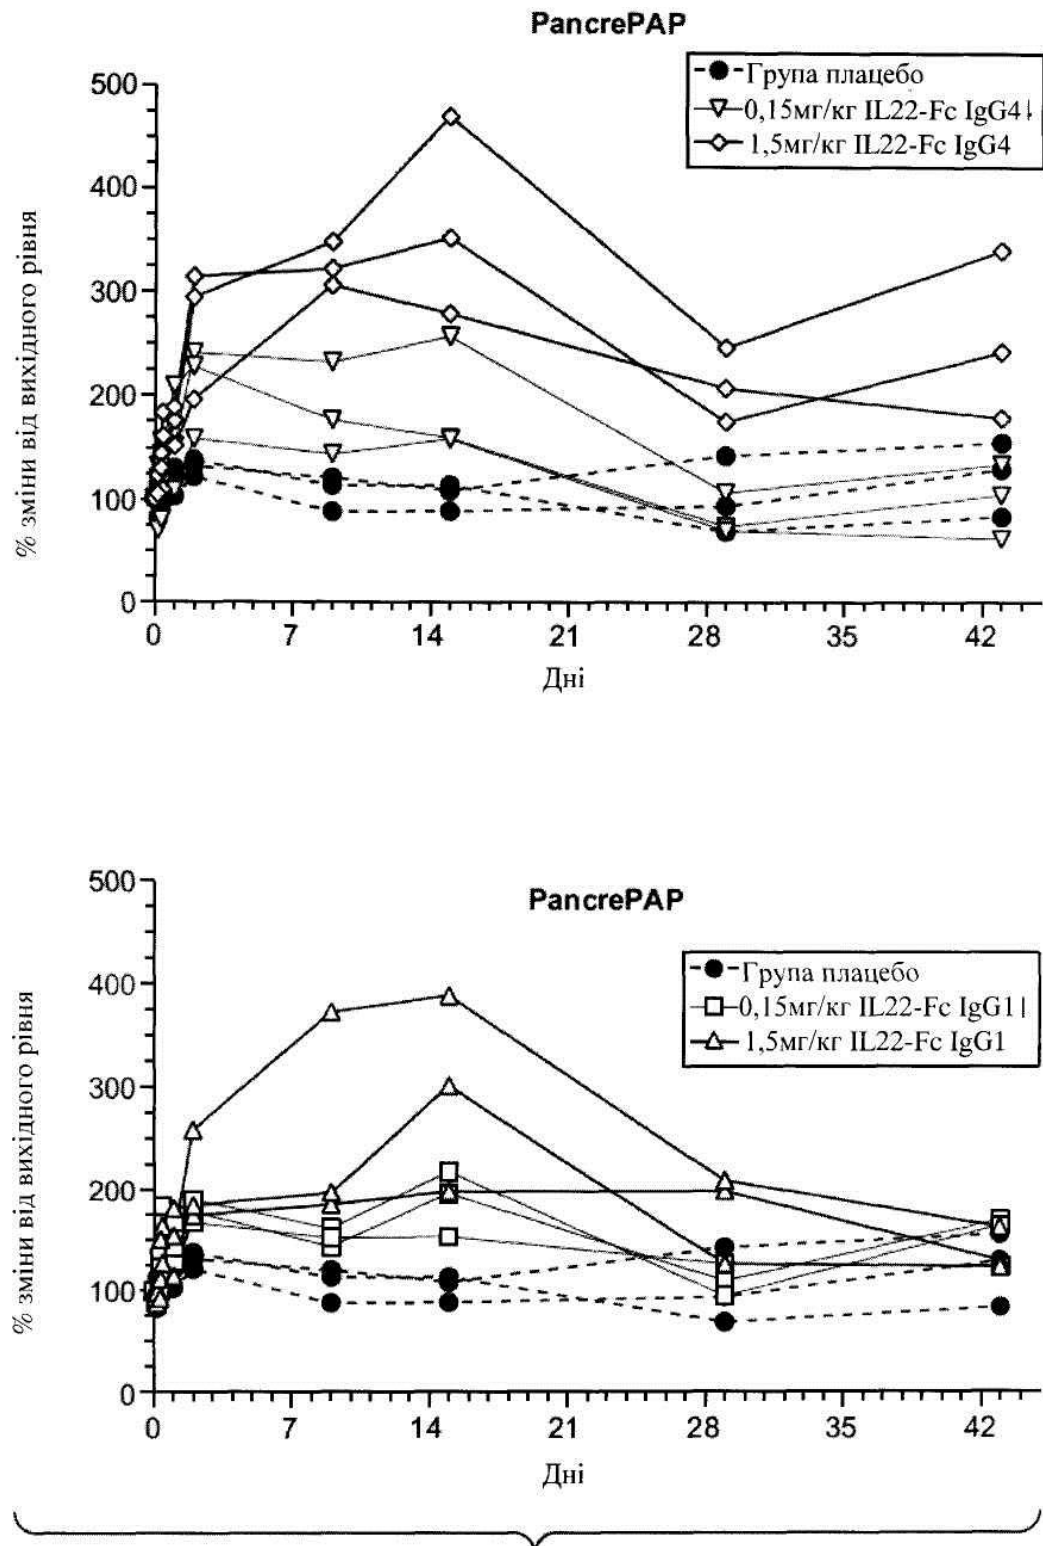 PancrePAP
Група плацебо
0,15мг/кг IL22-Fc IgG4
1,5мг/кг IL22-Fc IgG4
% зміни від вихідного рівня
500
400
300
200
100
0
0 7 14 21 28 35 42
Дні
PancrePAP
Група плацебо
0,15мг/кг IL22-Fc IgG1
1,5мг/кг IL22-Fc IgG1
% зміни від вихідного рівня
500
400
300
200
100
0
0 7 14 21 28 35 42
Дні